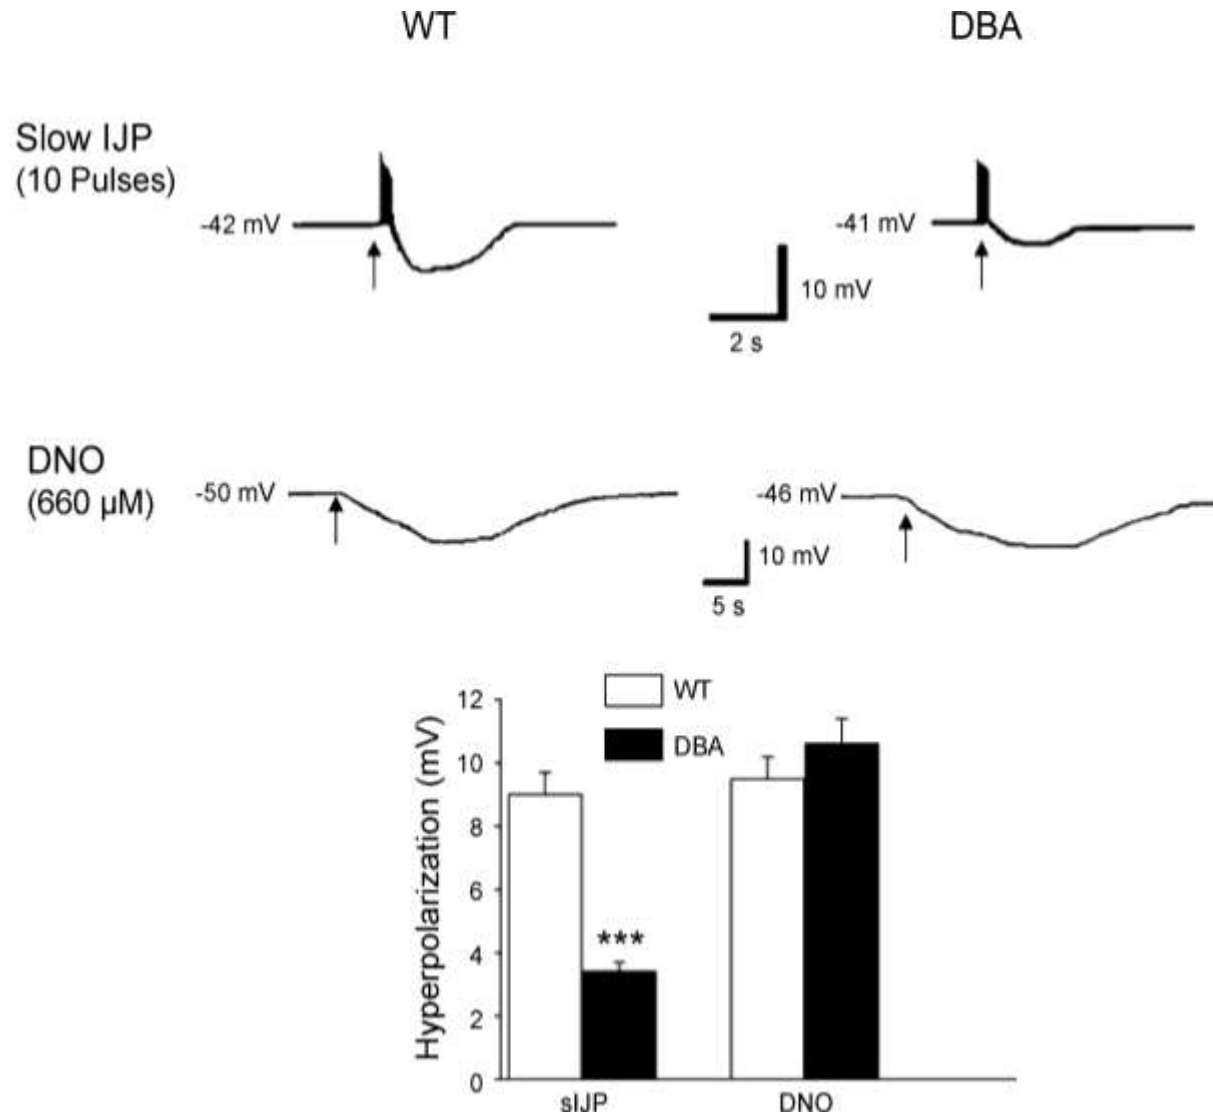 WT
DBA
Slow IJP
(10 Pulses)
-42 mV
-41 mV
10 mV
2 s
DNO
(660 µM)
-50 mV
-46 mV
10 mV
5 s
WT
DBA
Hyperpolarization (mV)
12
10
8
6
4
2
0
***
sIJP
DNO